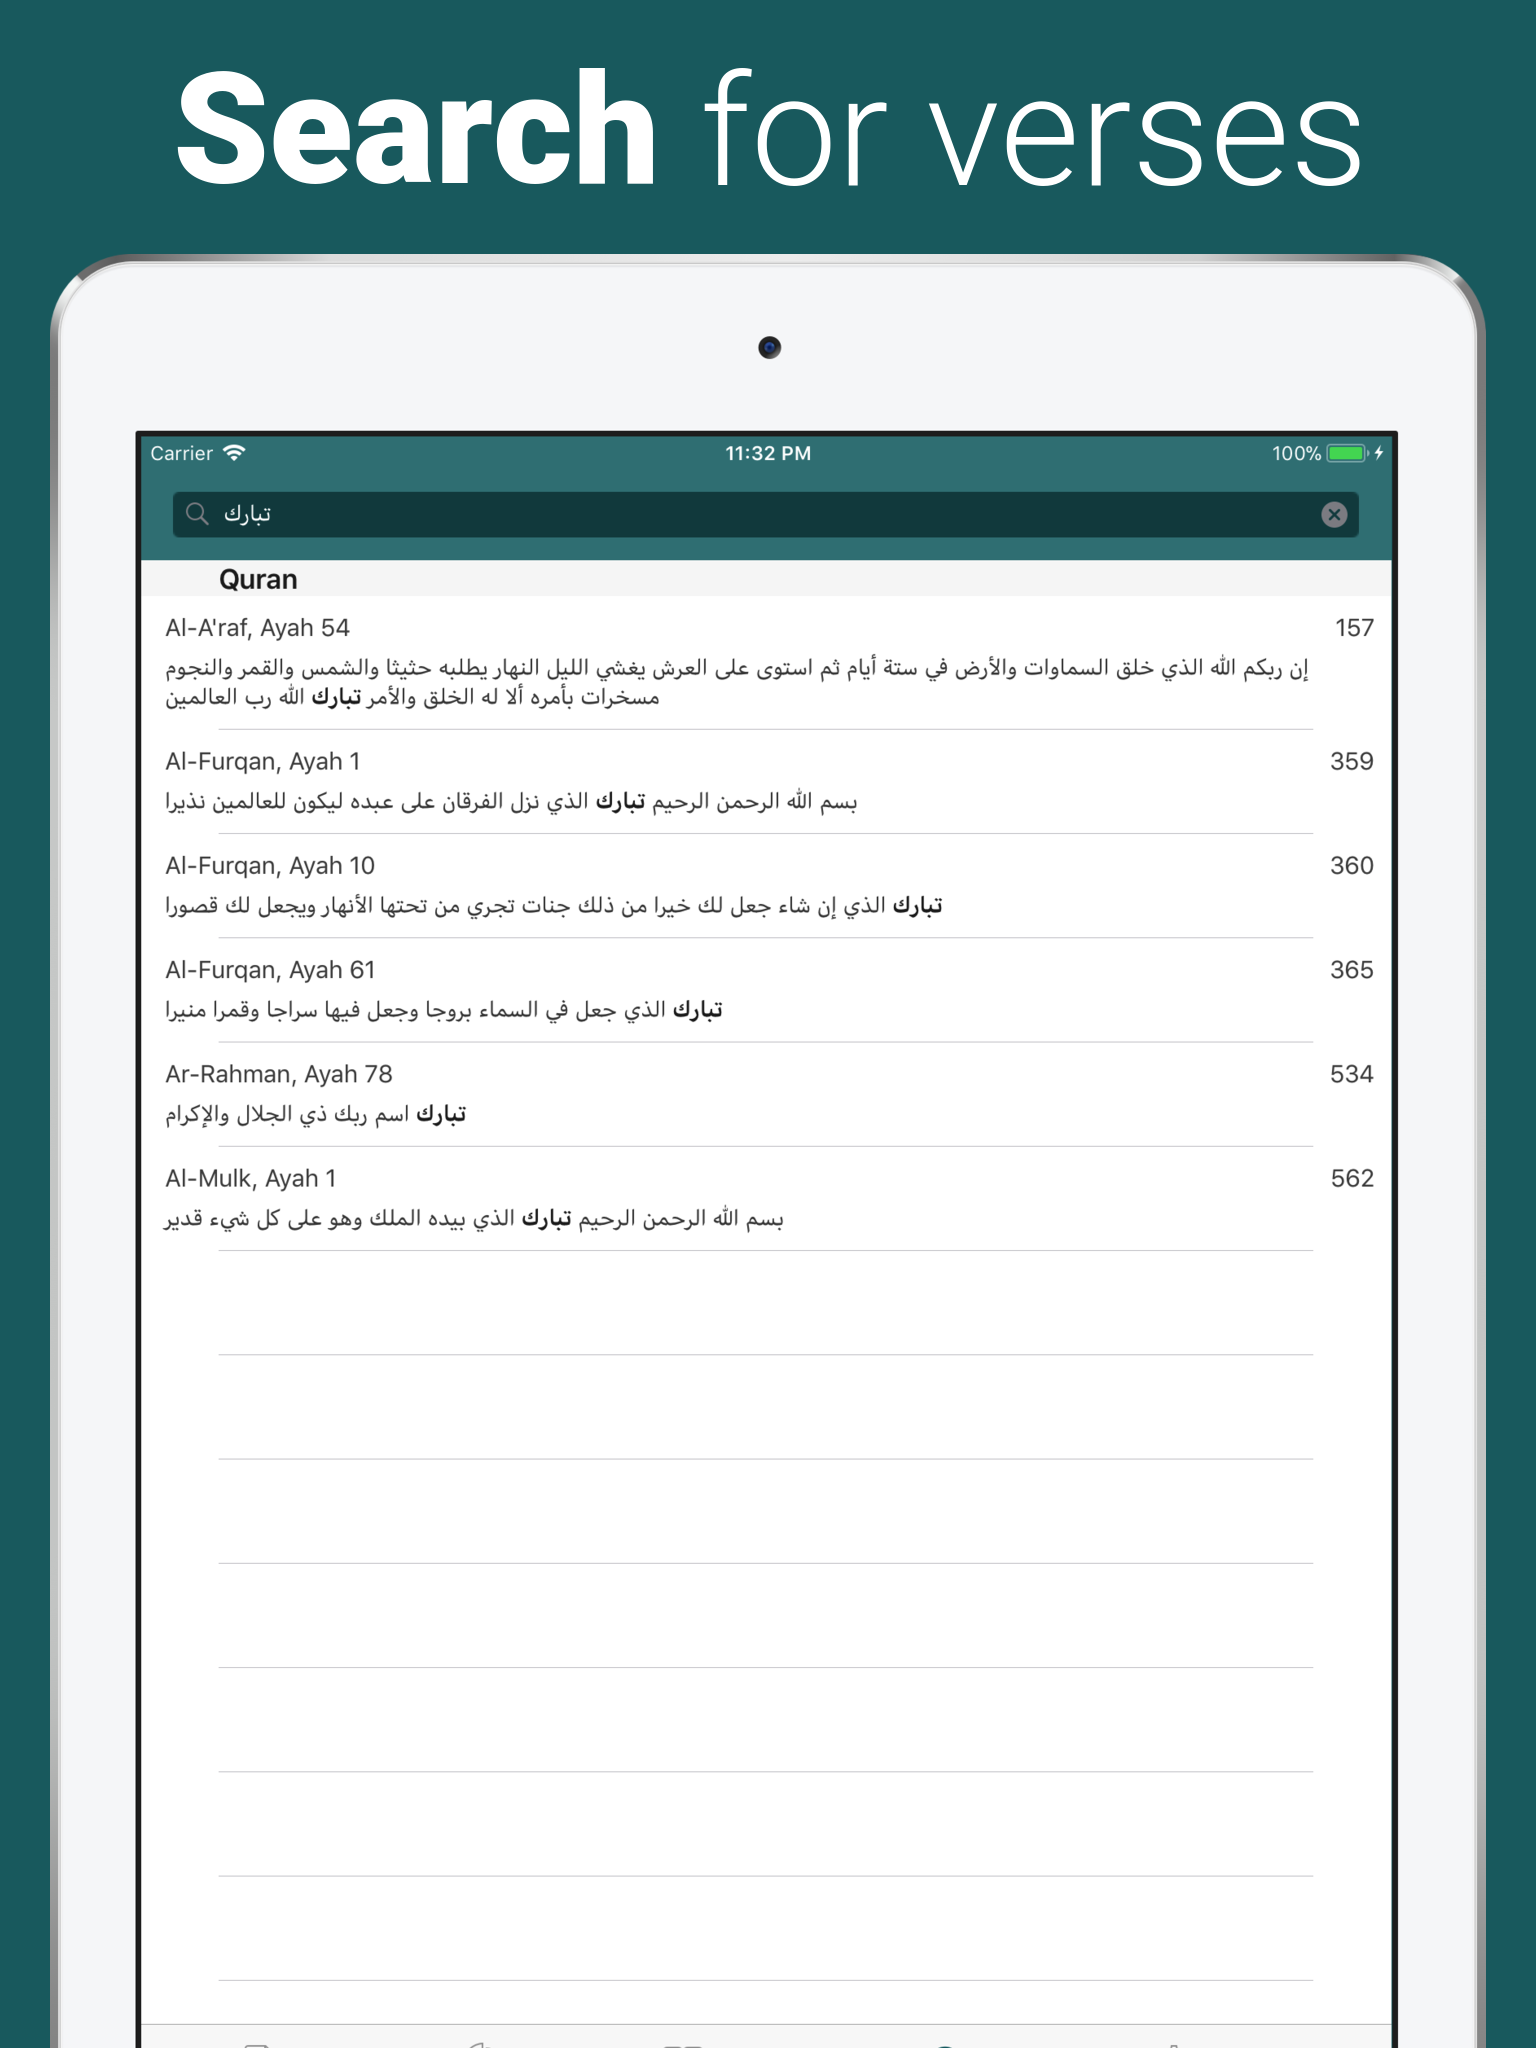 Search for verses
Carrier 11:32 PM 100%
تبارك
Quran
Al-A'raf, Ayah 54 157
إن ربكم الله الذي خلق السماوات والأرض في ستة أيام ثم استوى على العرش يغشي الليل النهار يطلبه حثيثا والشمس والقمر والنجوم
مسخرات بأمره ألا له الخلق والأمر تبارك الله رب العالمين
Al-Furqan, Ayah 1 359
بسم الله الرحمن الرحيم تبارك الذي نزل الفرقان على عبده ليكون للعالمين نذيرا
Al-Furqan, Ayah 10 360
تبارك الذي إن شاء جعل لك خيرا من ذلك جنات تجري من تحتها الأنهار ويجعل لك قصورا
Al-Furqan, Ayah 61 365
تبارك الذي جعل في السماء بروجا وجعل فيها سراجا وقمرا منيرا
Ar-Rahman, Ayah 78 534
تبارك اسم ربك ذي الجلال والإكرام
Al-Mulk, Ayah 1 562
بسم الله الرحمن الرحيم تبارك الذي بيده الملك وهو على كل شيء قدير